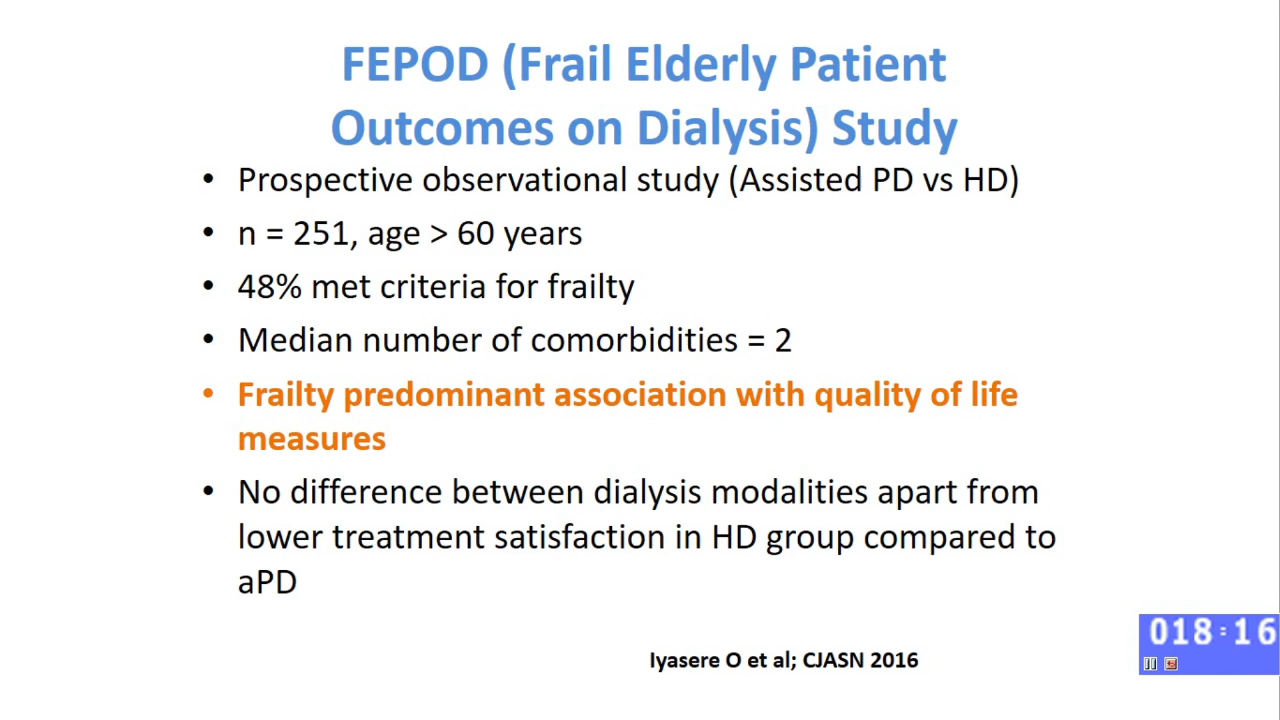 FEPOD (Frail Elderly Patient
Outcomes on Dialysis) Study
• Prospective observational study (Assisted PD vs HD)
• n = 251, age > 60 years
• 48% met criteria for frailty
• Median number of comorbidities = 2
• Frailty predominant association with quality of life
measures
• No difference between dialysis modalities apart from
lower treatment satisfaction in HD group compared to
aPD
Iyasere O et al; CJASN 2016
018:16